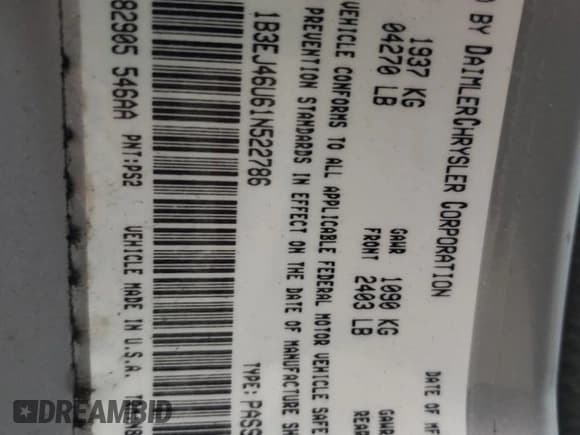 ) BY DAIMLERCHRYSLER CORPORATION
DATE OF
1937 KG
04270 LB
GAWR 1090 KG
FRONT 2403 LB
GAWR
VEHICLE CONFORMS TO ALL APPLICABLE FEDERAL MOTOR VEHICLE SAFE
PREVENTION STANDARDS IN EFFECT ON THE DATE OF MANUFACTURE SH
1B3EJ46U61N522786
TYPE:PASS
82905 546AA PNT:PS2 VEHICLE MADE IN U.S.A.
DREAMBID